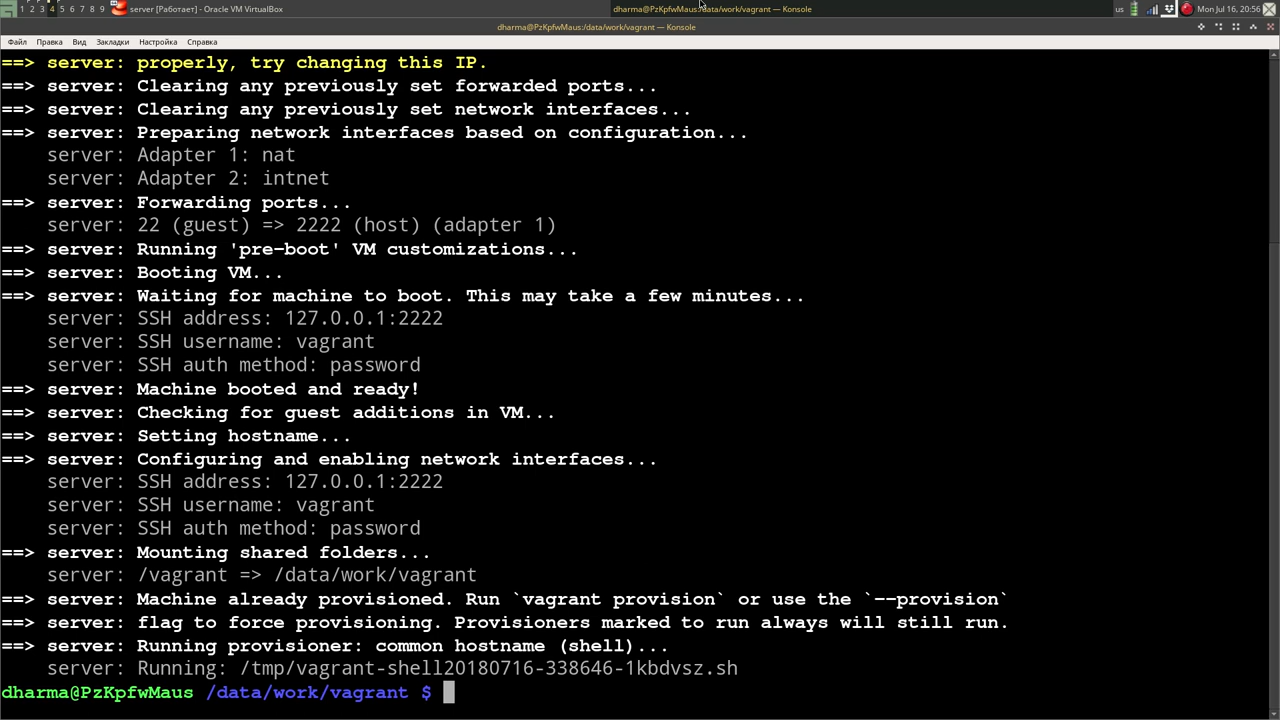 1 2 3 4 5 6 7 8 9 server [Работает] - Oracle VM VirtualBox dharma@PzKpfwMaus:/data/work/vagrant — Konsole us Mon Jul 16, 20:56
dharma@PzKpfwMaus:/data/work/vagrant — Konsole
Файл Правка Вид Закладки Настройка Справка
==> server: properly, try changing this IP.
==> server: Clearing any previously set forwarded ports...
==> server: Clearing any previously set network interfaces...
==> server: Preparing network interfaces based on configuration...
server: Adapter 1: nat
server: Adapter 2: intnet
==> server: Forwarding ports...
server: 22 (guest) => 2222 (host) (adapter 1)
==> server: Running 'pre-boot' VM customizations...
==> server: Booting VM...
==> server: Waiting for machine to boot. This may take a few minutes...
server: SSH address: 127.0.0.1:2222
server: SSH username: vagrant
server: SSH auth method: password
==> server: Machine booted and ready!
==> server: Checking for guest additions in VM...
==> server: Setting hostname...
==> server: Configuring and enabling network interfaces...
server: SSH address: 127.0.0.1:2222
server: SSH username: vagrant
server: SSH auth method: password
==> server: Mounting shared folders...
server: /vagrant => /data/work/vagrant
==> server: Machine already provisioned. Run `vagrant provision` or use the `--provision`
==> server: flag to force provisioning. Provisioners marked to run always will still run.
==> server: Running provisioner: common hostname (shell)...
server: Running: /tmp/vagrant-shell20180716-338646-1kbdvsz.sh
dharma@PzKpfwMaus /data/work/vagrant $